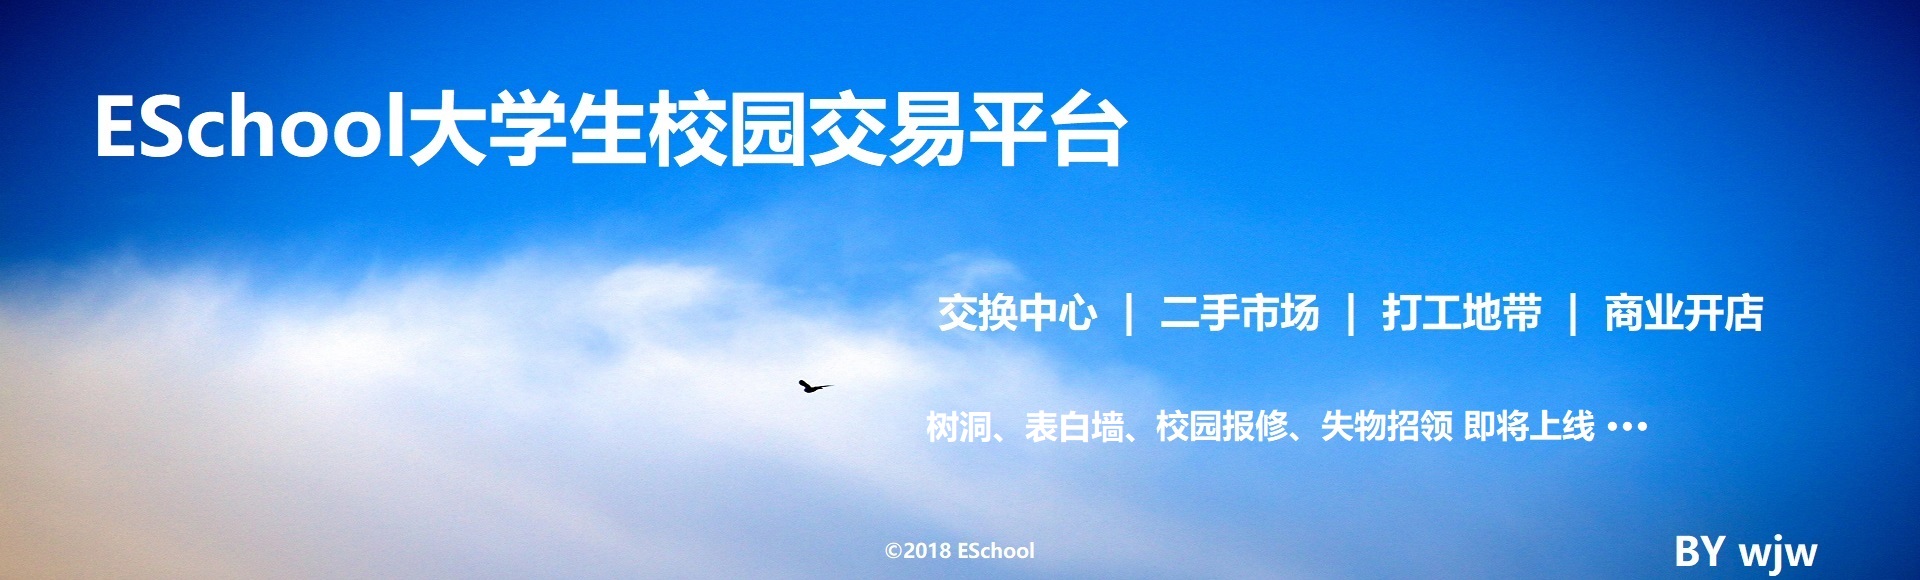 ESchool大学生校园交易平台
交换中心 | 二手市场 | 打工地带 | 商业开店
树洞、表白墙、校园报修、失物招领 即将上线 •••
©2018 ESchool
BY wjw